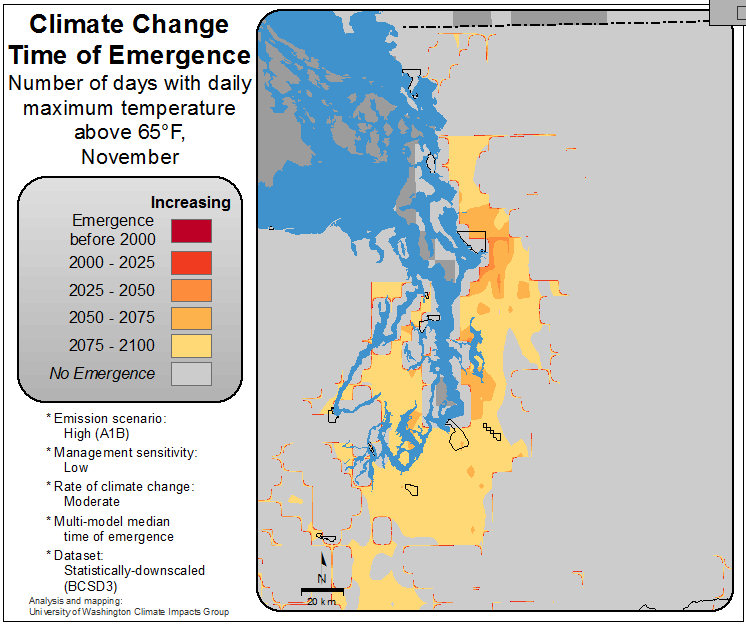 Climate Change
Time of Emergence
Number of days with daily
maximum temperature
above 65°F,
November
Increasing
Emergence
before 2000
2000 - 2025
2025 - 2050
2050 - 2075
2075 - 2100
No Emergence
* Emission scenario:
High (A1B)
* Management sensitivity:
Low
* Rate of climate change:
Moderate
* Multi-model median
time of emergence
* Dataset:
Statistically-downscaled
(BCSD3)
Analysis and mapping:
University of Washington Climate Impacts Group
N
20 km